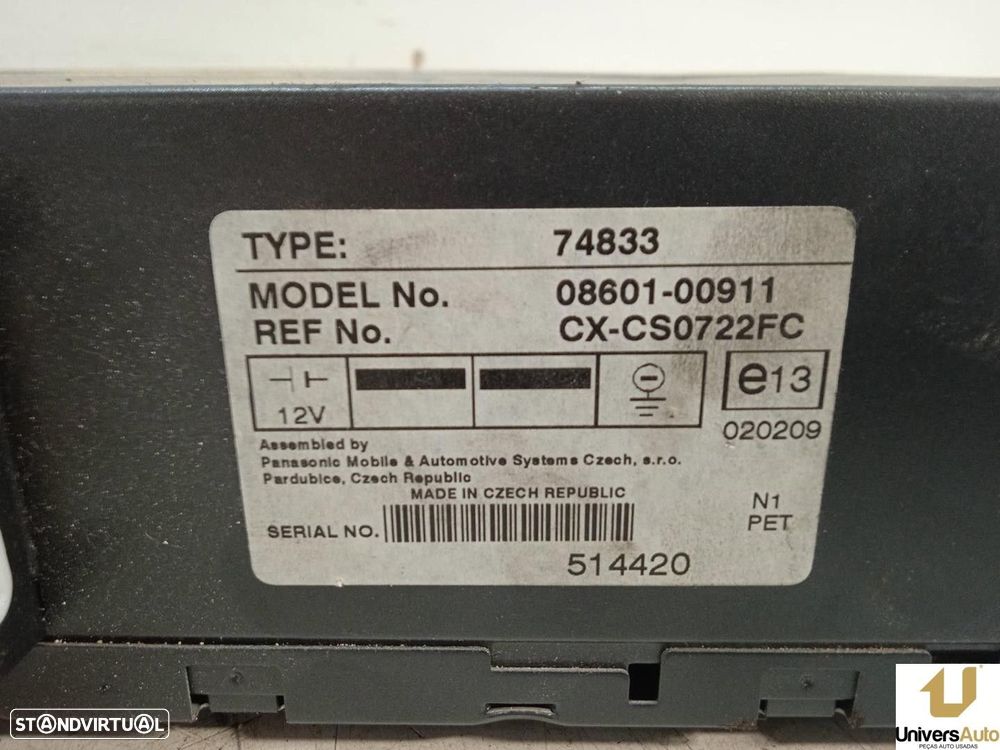 TYPE: 74833
MODEL No. 08601-00911
REF No. CX-CS0722FC
12V
e13
020209
Assembled by
Panasonic Mobile & Automotive Systems Czech, s.r.o.
Pardubice, Czech Republic
MADE IN CZECH REPUBLIC
N1
PET
SERIAL NO.
514420
STANDVIRTUAL
UniversAuto
PEÇAS AUTO USADAS